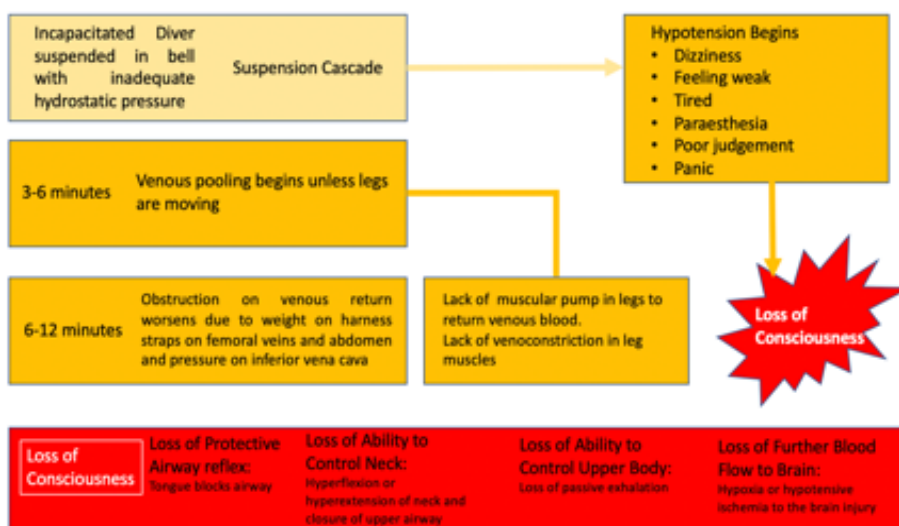 Incapacitated Diver
suspended in bell
with inadequate
hydrostatic pressure
Suspension Cascade
Hypotension Begins
• Dizziness
• Feeling weak
• Tired
• Paraesthesia
• Poor judgement
• Panic
3-6 minutes
Venous pooling begins unless legs
are moving
6-12 minutes
Obstruction on venous return
worsens due to weight on harness
straps on femoral veins and abdomen
and pressure on inferior vena cava
Lack of muscular pump in legs to
return venous blood.
Lack of venoconstriction in leg
muscles
Loss of
Consciousness
Loss of
Consciousness
Loss of Protective
Airway reflex:
Tongue blocks airway
Loss of Ability to
Control Neck:
Hyperflexion or
hyperextension of neck and
closure of upper airway
Loss of Ability to
Control Upper Body:
Loss of passive exhalation
Loss of Further Blood
Flow to Brain:
Hypoxia or hypotensive
ischemia to the brain injury